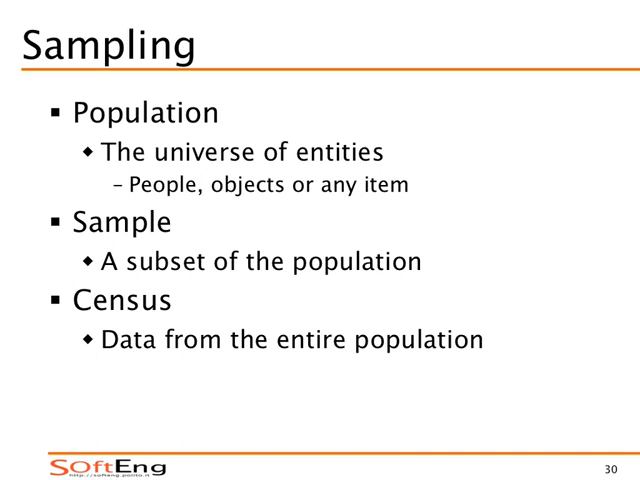 Sampling
▪ Population
◆ The universe of entities
– People, objects or any item
▪ Sample
◆ A subset of the population
▪ Census
◆ Data from the entire population
SOftEng
http://softeng.polito.it
30